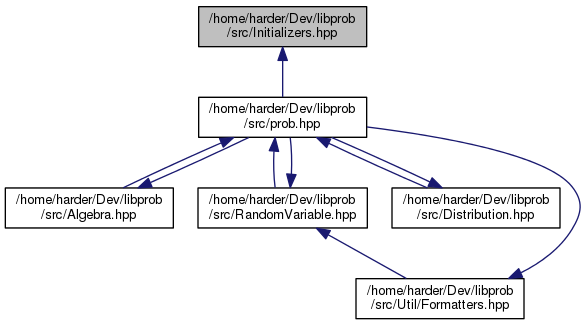 /home/harder/Dev/libprob
/src/Initializers.hpp
/home/harder/Dev/libprob
/src/prob.hpp
/home/harder/Dev/libprob
/src/Algebra.hpp
/home/harder/Dev/libprob
/src/RandomVariable.hpp
/home/harder/Dev/libprob
/src/Distribution.hpp
/home/harder/Dev/libprob
/src/Util/Formatters.hpp